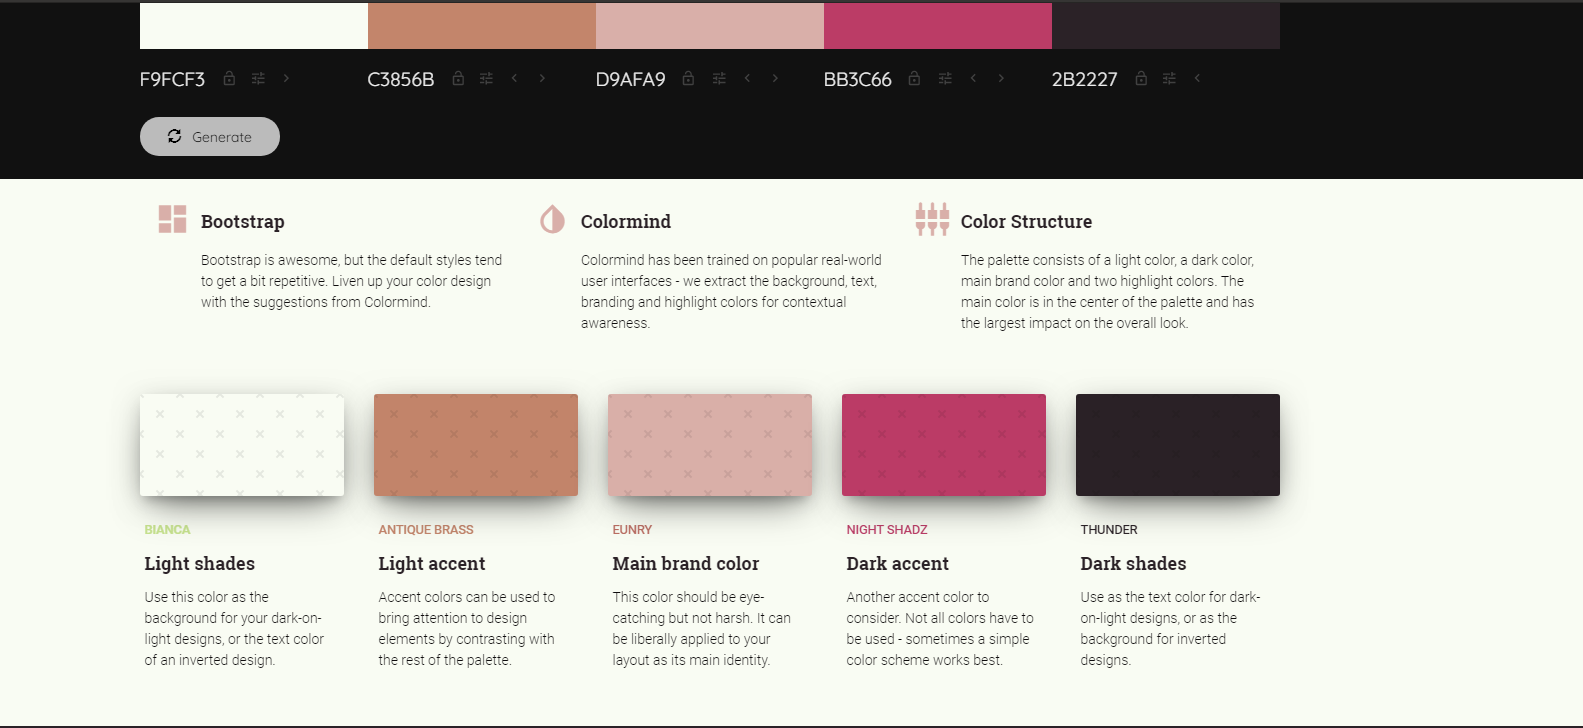 F9FCF3 C3856B D9AFA9 BB3C66 2B2227
Generate
Bootstrap
Bootstrap is awesome, but the default styles tend
to get a bit repetitive. Liven up your color design
with the suggestions from Colormind.
Colormind
Colormind has been trained on popular real-world
user interfaces - we extract the background, text,
branding and highlight colors for contextual
awareness.
Color Structure
The palette consists of a light color, a dark color,
main brand color and two highlight colors. The
main color is in the center of the palette and has
the largest impact on the overall look.
BIANCA
Light shades
Use this color as the
background for your dark-on-
light designs, or the text color
of an inverted design.
ANTIQUE BRASS
Light accent
Accent colors can be used to
bring attention to design
elements by contrasting with
the rest of the palette.
EUNRY
Main brand color
This color should be eye-
catching but not harsh. It can
be liberally applied to your
layout as its main identity.
NIGHT SHADZ
Dark accent
Another accent color to
consider. Not all colors have to
be used - sometimes a simple
color scheme works best.
THUNDER
Dark shades
Use as the text color for dark-
on-light designs, or as the
background for inverted
designs.